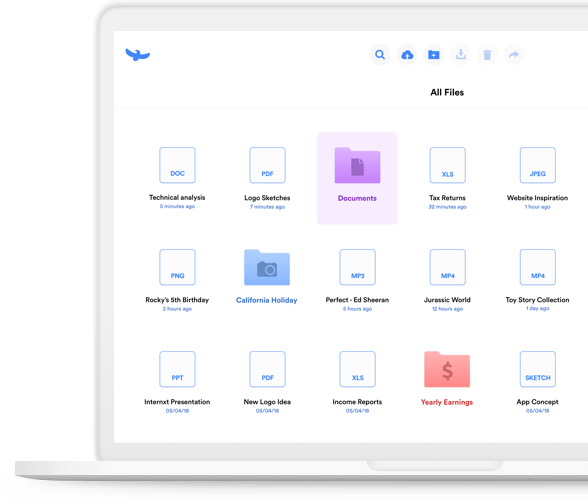 All Files
DOC
PDF
XLS
JPEG
Technical analysis
Logo Sketches
Documents
Tax Returns
Website Inspiration
5 minutes ago
7 minutes ago
32 minutes ago
1 hour ago
PNG
MP3
MP4
MP4
Rocky's 5th Birthday
California Holiday
Perfect - Ed Sheeran
Jurassic World
Toy Story Collection
2 hours ago
5 hours ago
12 hours ago
1 day ago
PPT
PDF
XLS
$
SKETCH
Internxt Presentation
New Logo Idea
Income Reports
Yearly Earnings
App Concept
05/04/18
05/04/18
05/04/18
05/04/18